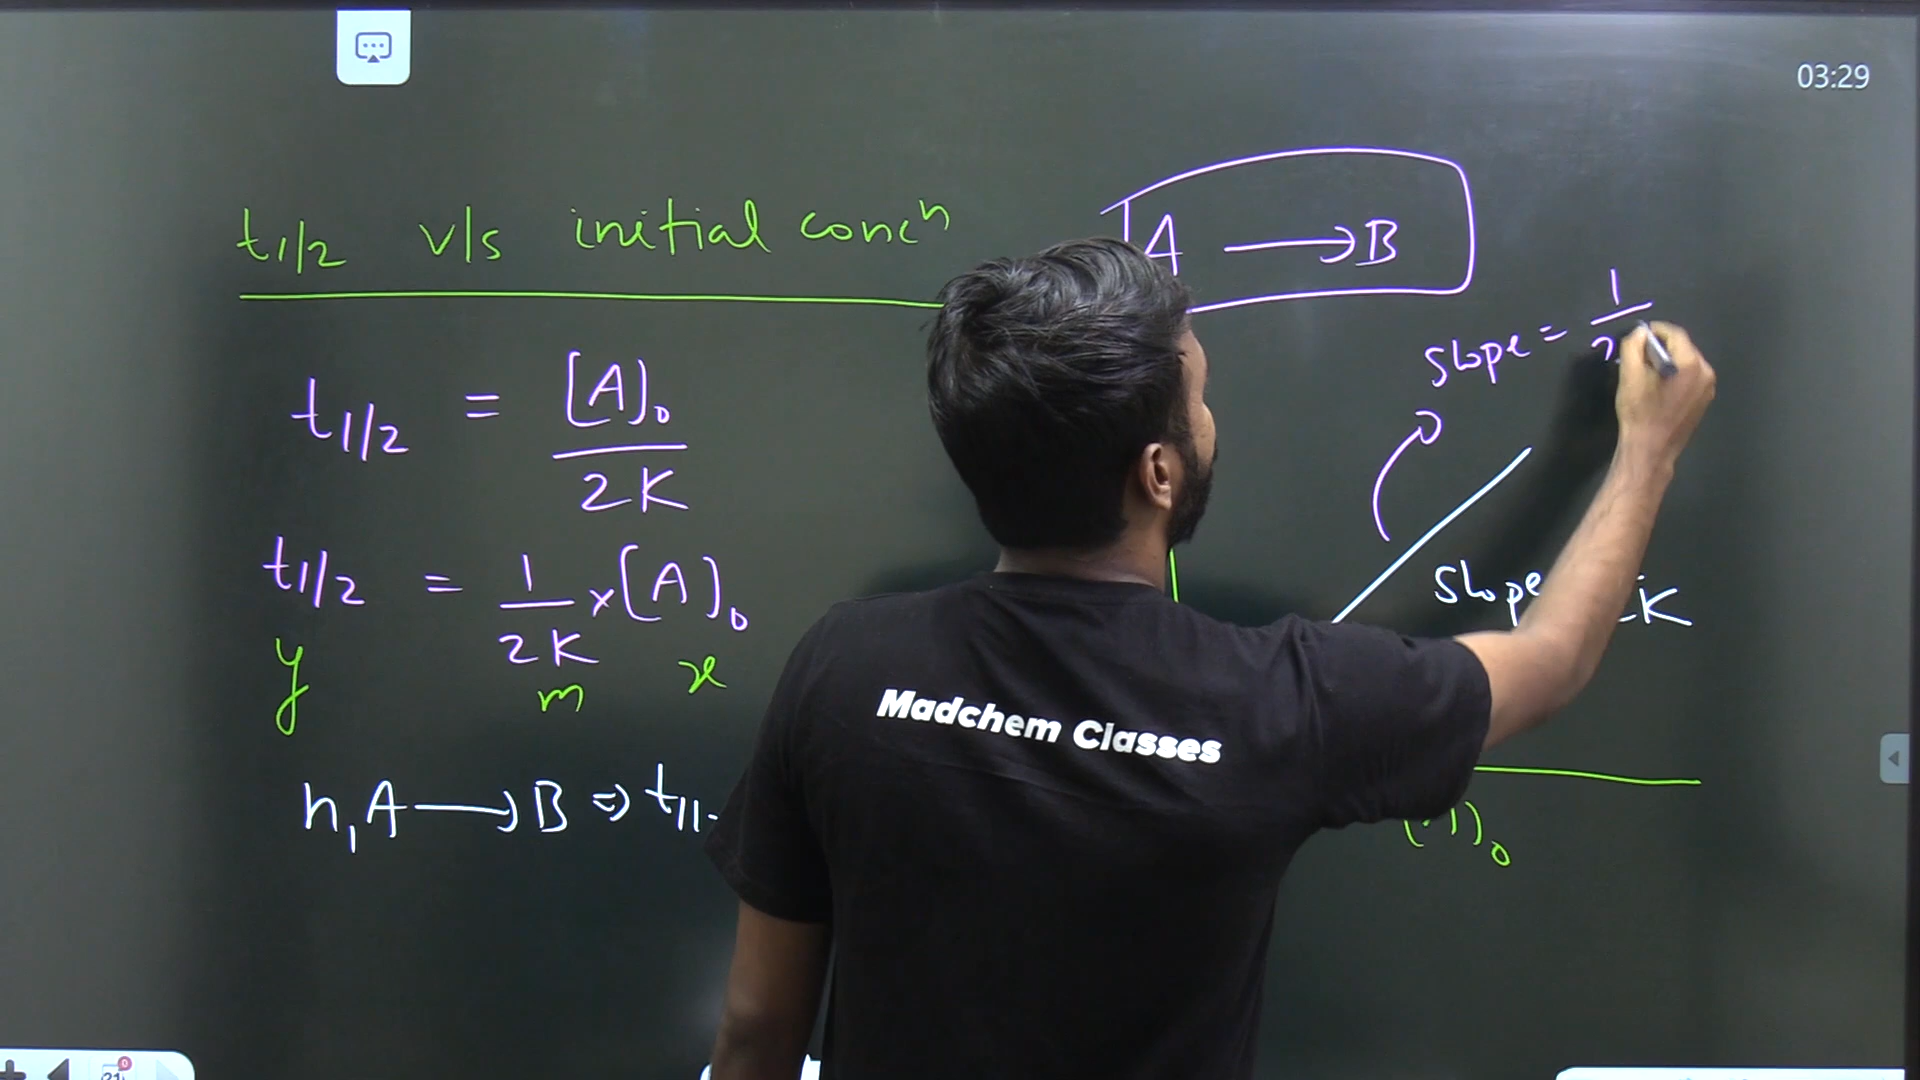 03:29
t1/2 v/s initial concn
A → B
t1/2 = [A]0 / 2K
slope = 1 /
t1/2 = 1/2K × [A]0
y m x
Slope K
n1A → B ⇒
Madchem Classes